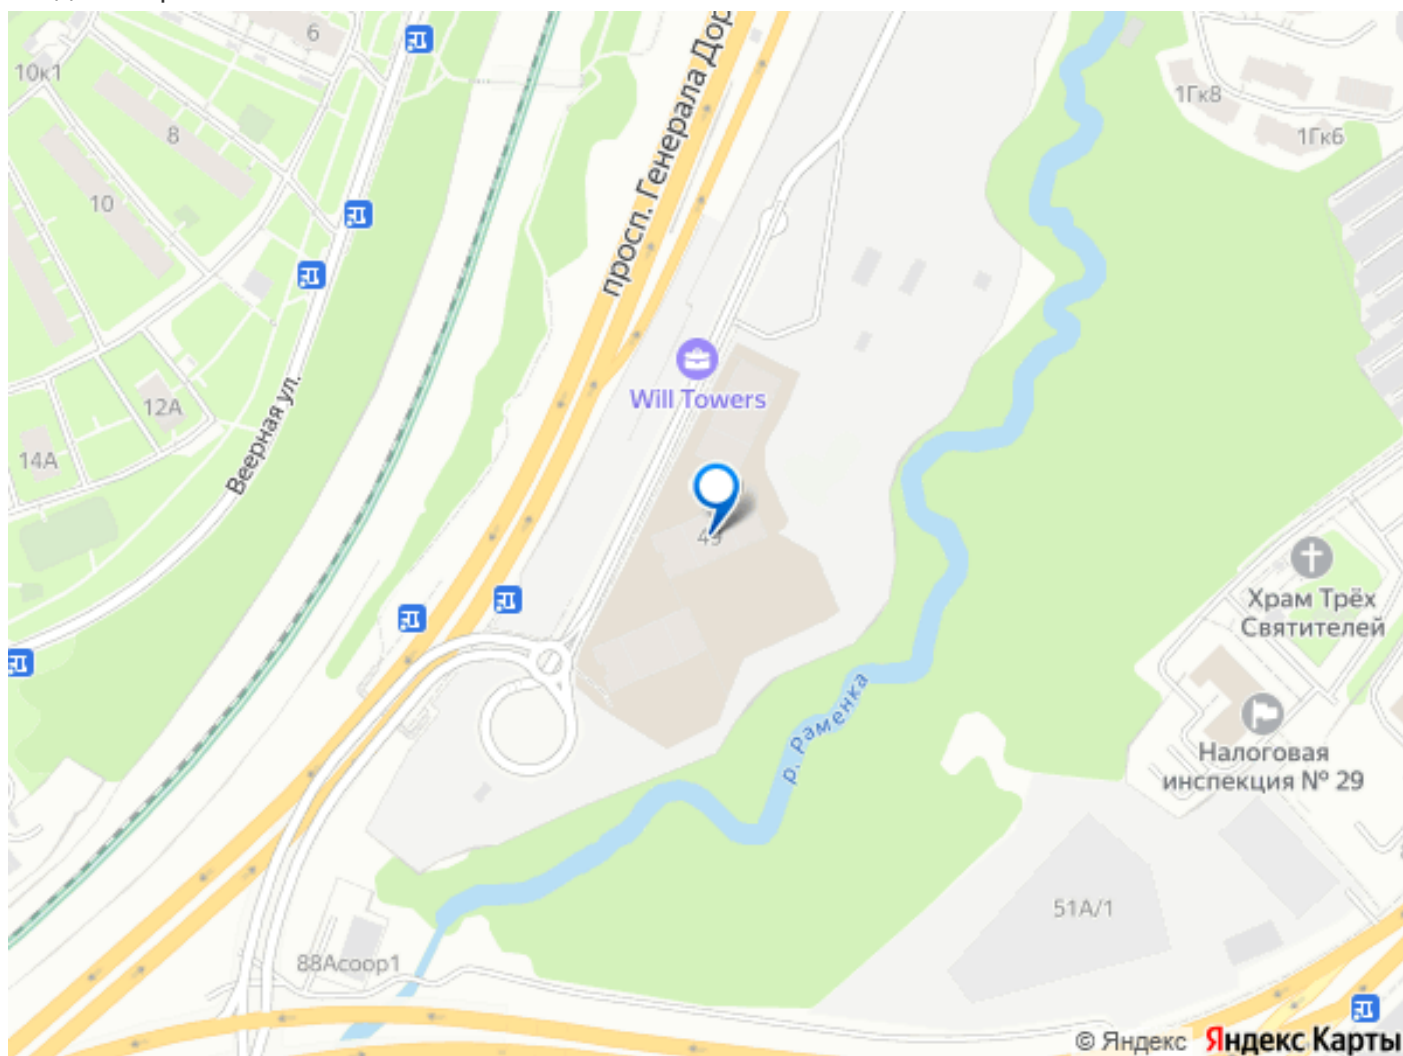 6
10к1
8
10
просп. Генерала Дор
1Гк8
1Гк6
Will Towers
12А
14А
Веерная ул.
Храм Трёх
Святителей
р. Раменка
Налоговая
инспекция № 29
51А/1
88Асоор1
© Яндекс Яндекс Карты